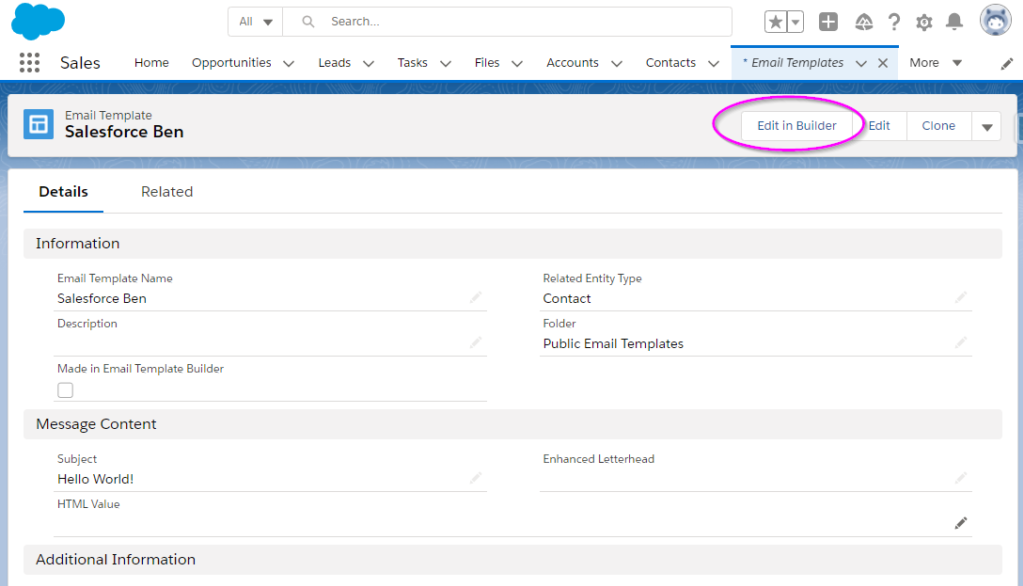 All Search...
Sales Home Opportunities Leads Tasks Files Accounts Contacts * Email Templates More
Email Template
Salesforce Ben
Edit in Builder Edit Clone
Details Related
Information
Email Template Name Related Entity Type
Salesforce Ben Contact
Description Folder
Public Email Templates
Made in Email Template Builder
Message Content
Subject Enhanced Letterhead
Hello World!
HTML Value
Additional Information